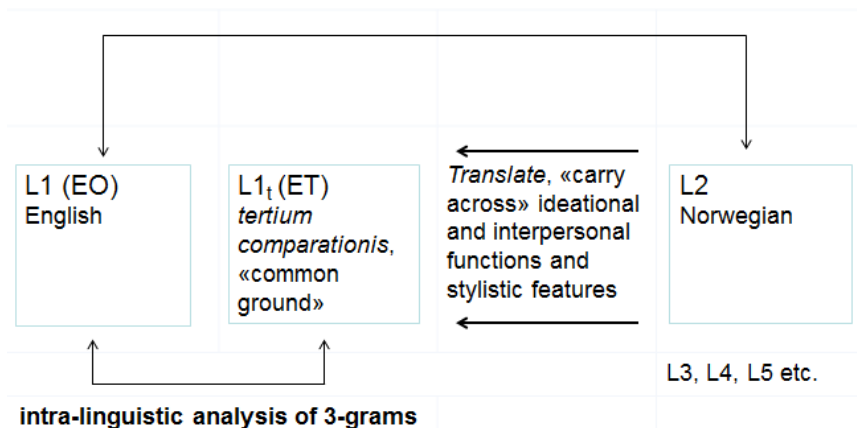 L1 (EO)
English
L1t (ET)
tertium
comparationis,
«common
ground»
Translate, «carry
across» ideational
and interpersonal
functions and
stylistic features
L2
Norwegian
L3, L4, L5 etc.
intra-linguistic analysis of 3-grams